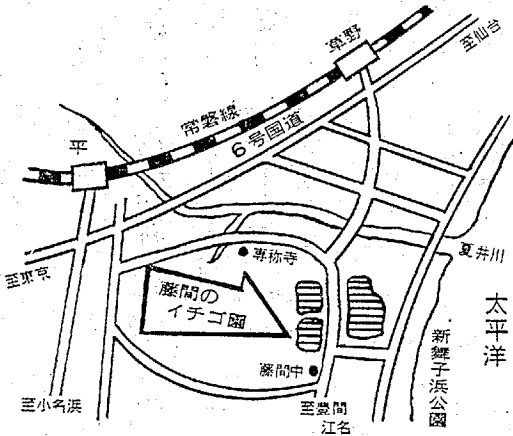 草野
至仙台
常磐線
6号国道
平
夏井川
至東京
専称寺
藤間の
イチゴ園
太平洋
新舞子浜公園
藤間中
至小名浜
至豊間
江名